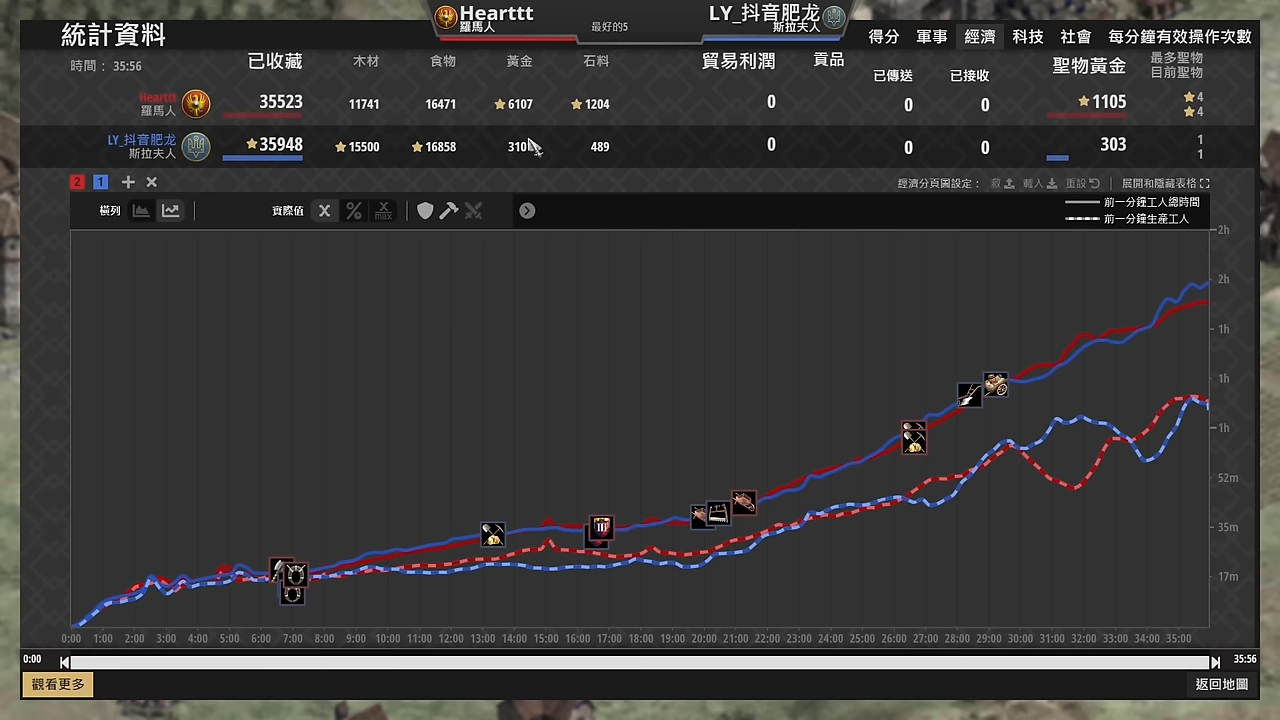 Hearttt
羅馬人
最好的5
LY_抖音肥龙
斯拉夫人
統計資料
得分 軍事 經濟 科技 社會 每分鐘有效操作次數
時間： 35:56
已收藏 木材 食物 黃金 石料 貿易利潤 貢品 已傳送 已接收 聖物黃金 最多聖物
目前聖物
Hearttt
羅馬人
35523 11741 16471 6107 1204 0 0 0 1105 4
4
LY_抖音肥龙
斯拉夫人
35948 15500 16858 310 489 0 0 0 303 1
1
2 1
經濟分頁圖設定： 載入 重設 | 展開和隱藏表格
橫列 實際值 X % X max
前一分鐘工人總時間
前一分鐘生產工人
2h
2h
1h
1h
1h
52m
35m
17m
0:00 1:00 2:00 3:00 4:00 5:00 6:00 7:00 8:00 9:00 10:00 11:00 12:00 13:00 14:00 15:00 16:00 17:00 18:00 19:00 20:00 21:00 22:00 23:00 24:00 25:00 26:00 27:00 28:00 29:00 30:00 31:00 32:00 33:00 34:00 35:00
0:00 35:56
觀看更多 返回地圖